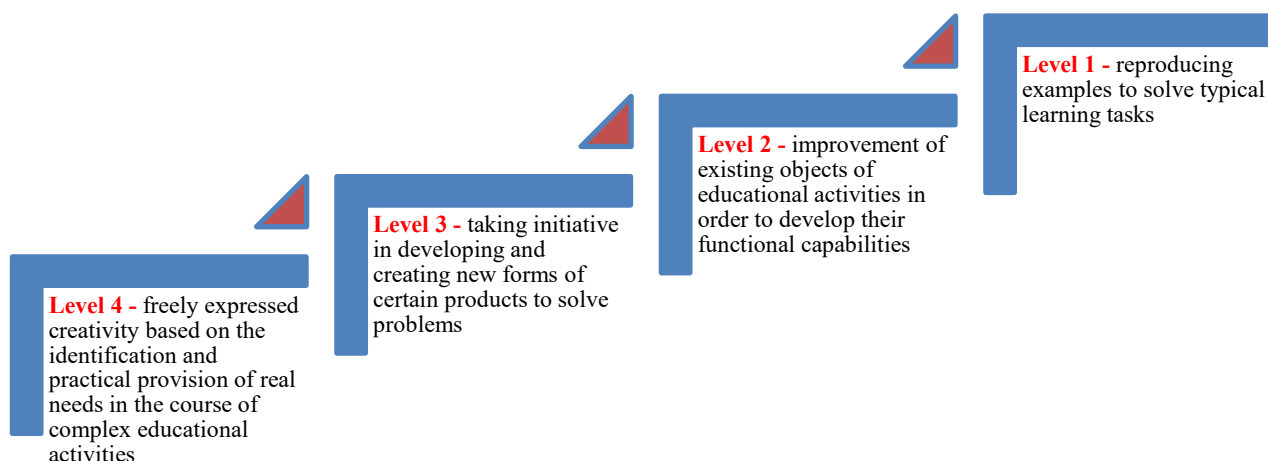 Level 4 - freely expressed
creativity based on the
identification and
practical provision of real
needs in the course of
complex educational
activities
Level 3 - taking initiative
in developing and
creating new forms of
certain products to solve
problems
Level 2 - improvement of
existing objects of
educational activities in
order to develop their
functional capabilities
Level 1 - reproducing
examples to solve typical
learning tasks